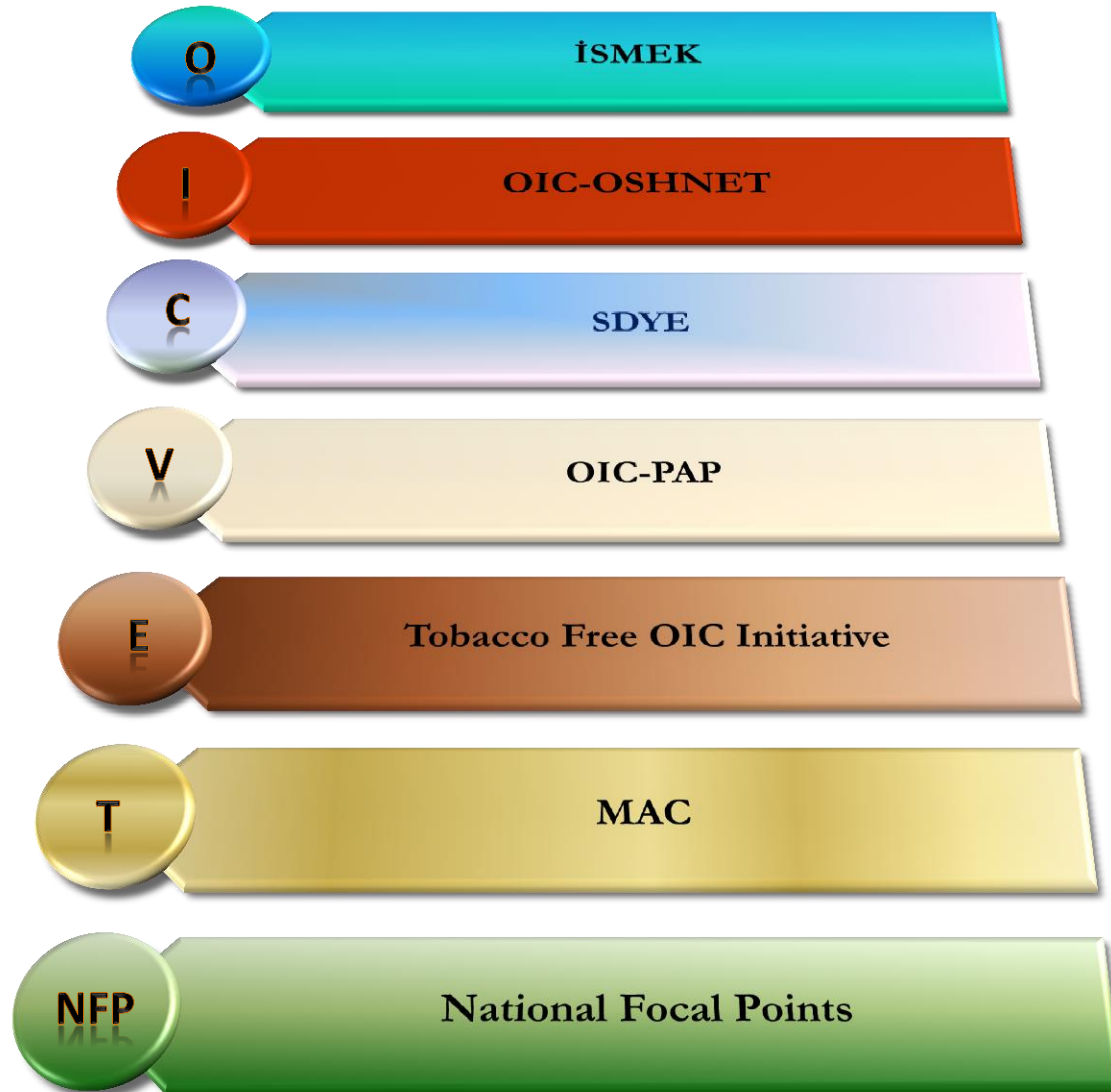 O
İSMEK
I
OIC-OSHNET
C
SDYE
V
OIC-PAP
E
Tobacco Free OIC Initiative
T
MAC
NFP
National Focal Points